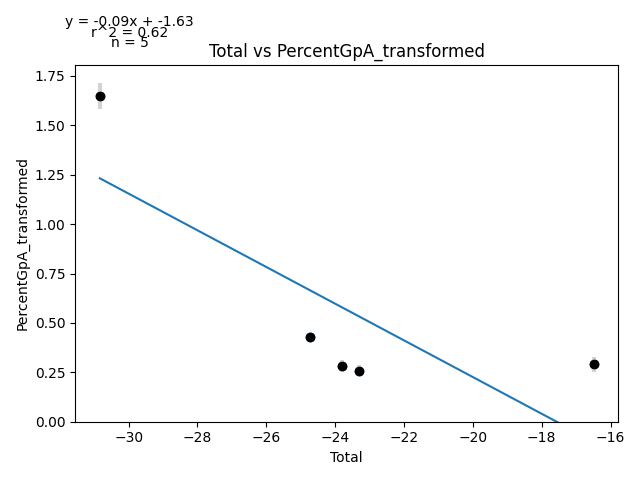 y = -0.09x + -1.63
r^2 = 0.62
n = 5
Total vs PercentGpA_transformed
PercentGpA_transformed
1.75
1.50
1.25
1.00
0.75
0.50
0.25
0.00
−30 −28 −26 −24 −22 −20 −18 −16
Total